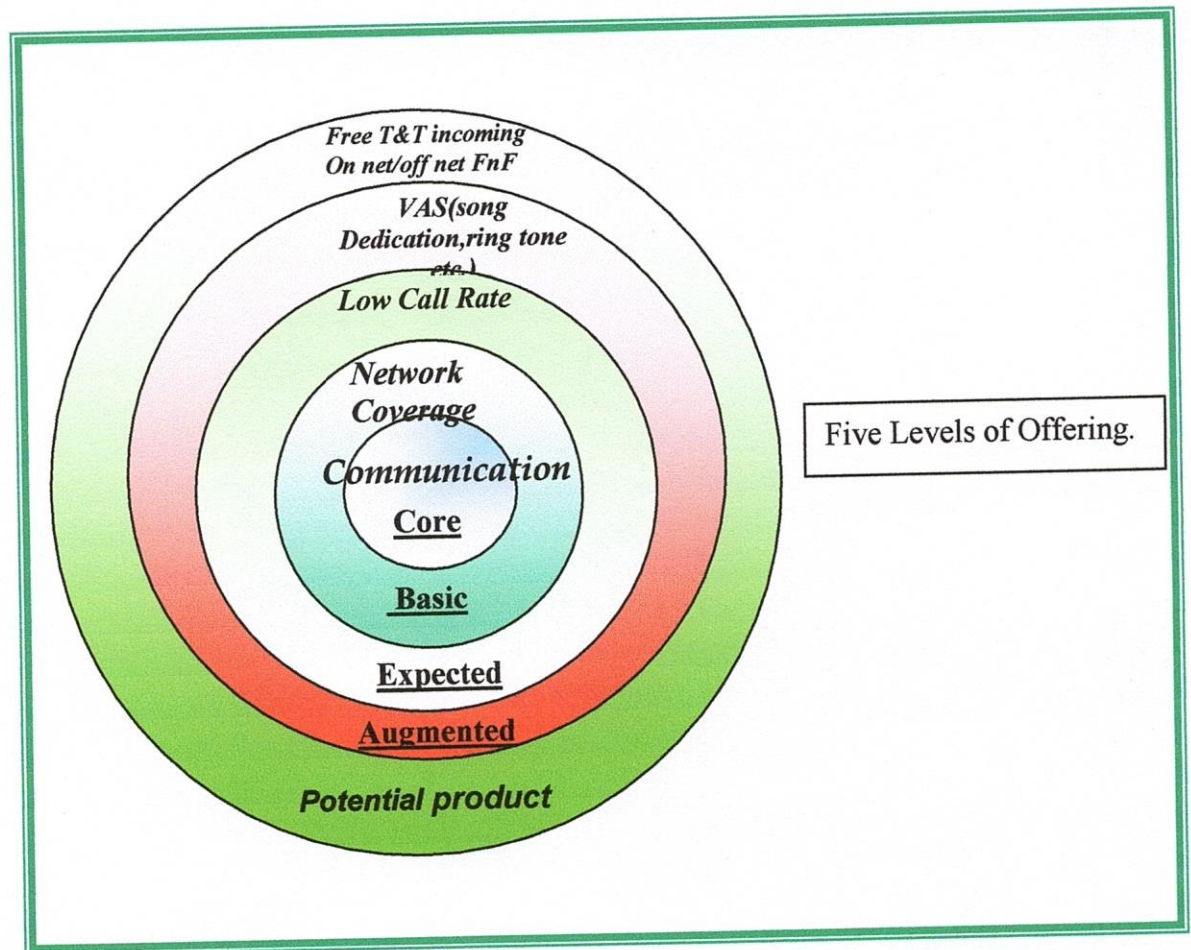 Free T&T incoming
On net/off net FnF
VAS(song
Dedication,ring tone
etc.)
Low Call Rate
Network
Coverage
Communication
Core
Basic
Expected
Augmented
Potential product
Five Levels of Offering.